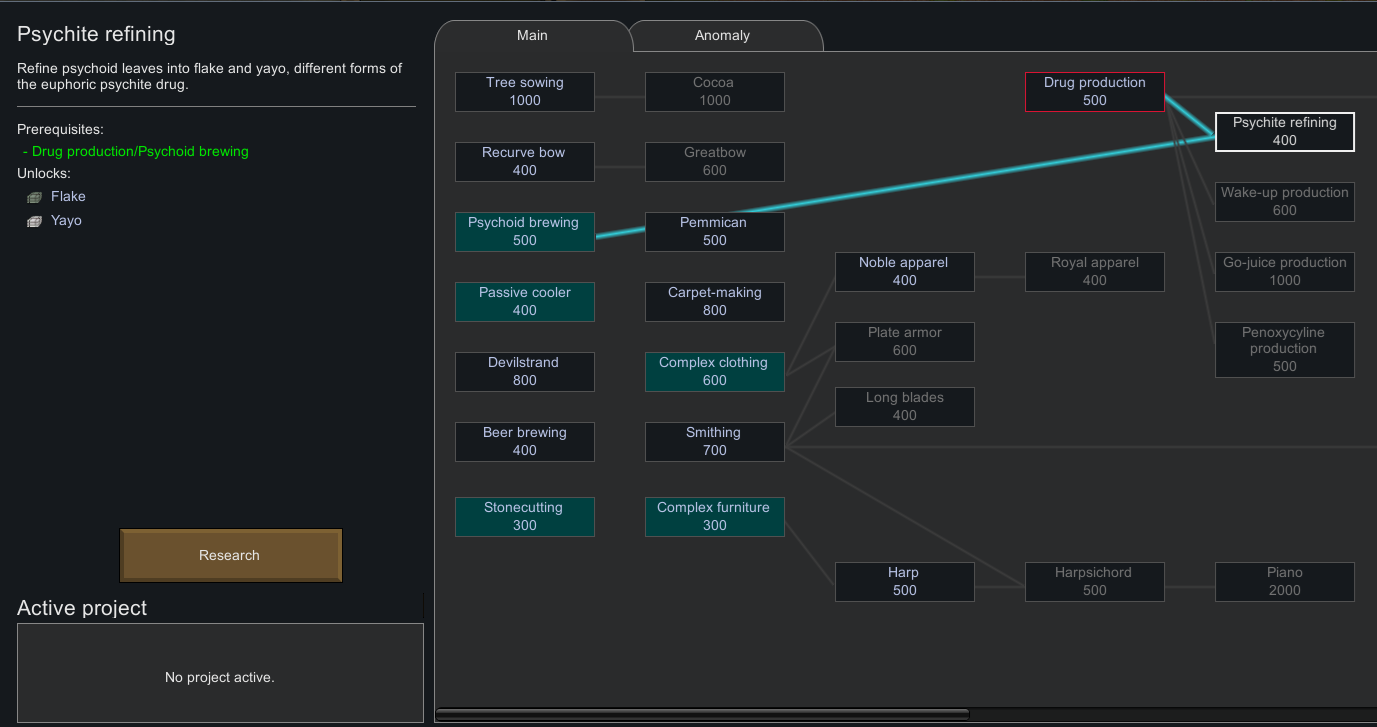 Psychite refining
Refine psychoid leaves into flake and yayo, different forms of
the euphoric psychite drug.
Prerequisites:
- Drug production/Psychoid brewing
Unlocks:
Flake
Yayo
Research
Active project
No project active.
Main
Anomaly
Tree sowing
1000
Cocoa
1000
Drug production
500
Psychite refining
400
Recurve bow
400
Greatbow
600
Wake-up production
600
Psychoid brewing
500
Pemmican
500
Noble apparel
400
Royal apparel
400
Go-juice production
1000
Passive cooler
400
Carpet-making
800
Plate armor
600
Penoxycyline
production
500
Devilstrand
800
Complex clothing
600
Long blades
400
Beer brewing
400
Smithing
700
Stonecutting
300
Complex furniture
300
Harp
500
Harpsichord
500
Piano
2000